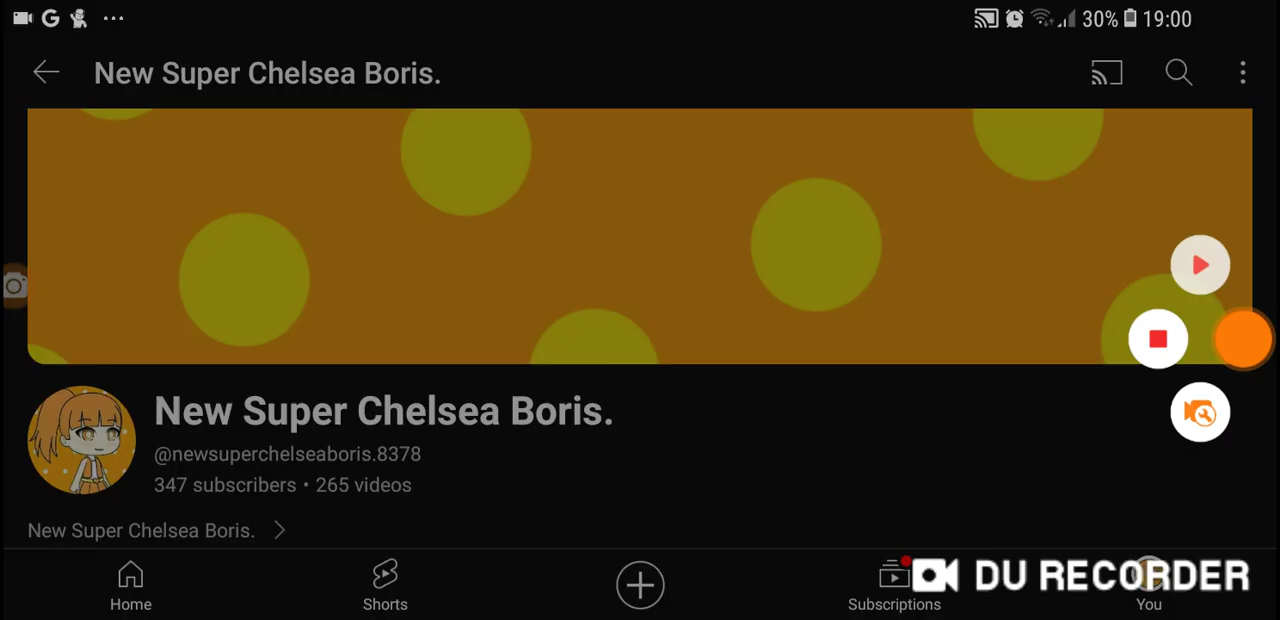 30% 19:00
New Super Chelsea Boris.
New Super Chelsea Boris.
@newsuperchelseaboris.8378
347 subscribers • 265 videos
New Super Chelsea Boris.
Home
Shorts
Subscriptions
You
DU RECORDER